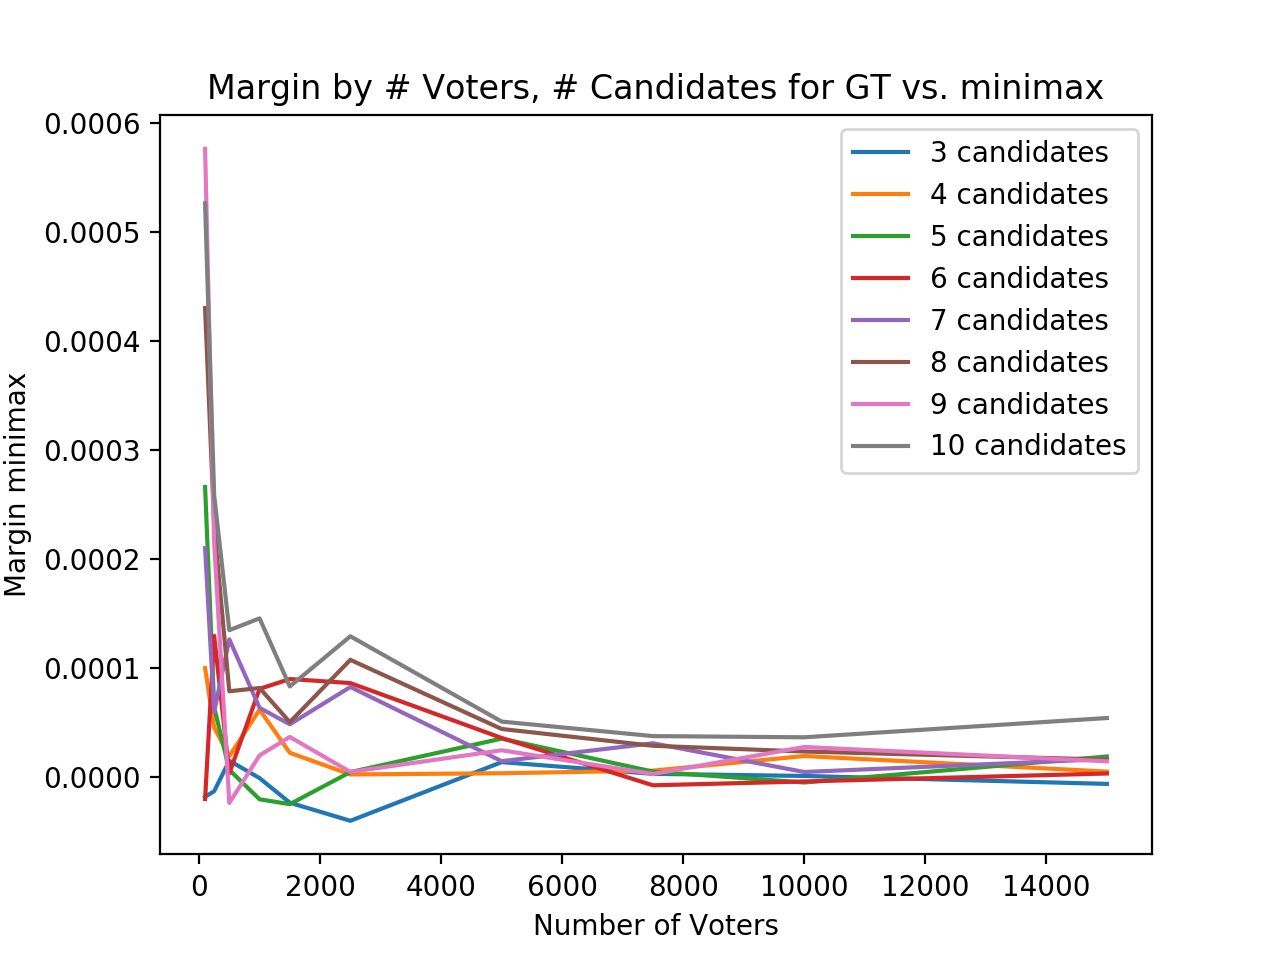 Margin by # Voters, # Candidates for GT vs. minimax
0.0006
0.0005
0.0004
0.0003
0.0002
0.0001
0.0000
Margin minimax
3 candidates
4 candidates
5 candidates
6 candidates
7 candidates
8 candidates
9 candidates
10 candidates
0 2000 4000 6000 8000 10000 12000 14000
Number of Voters